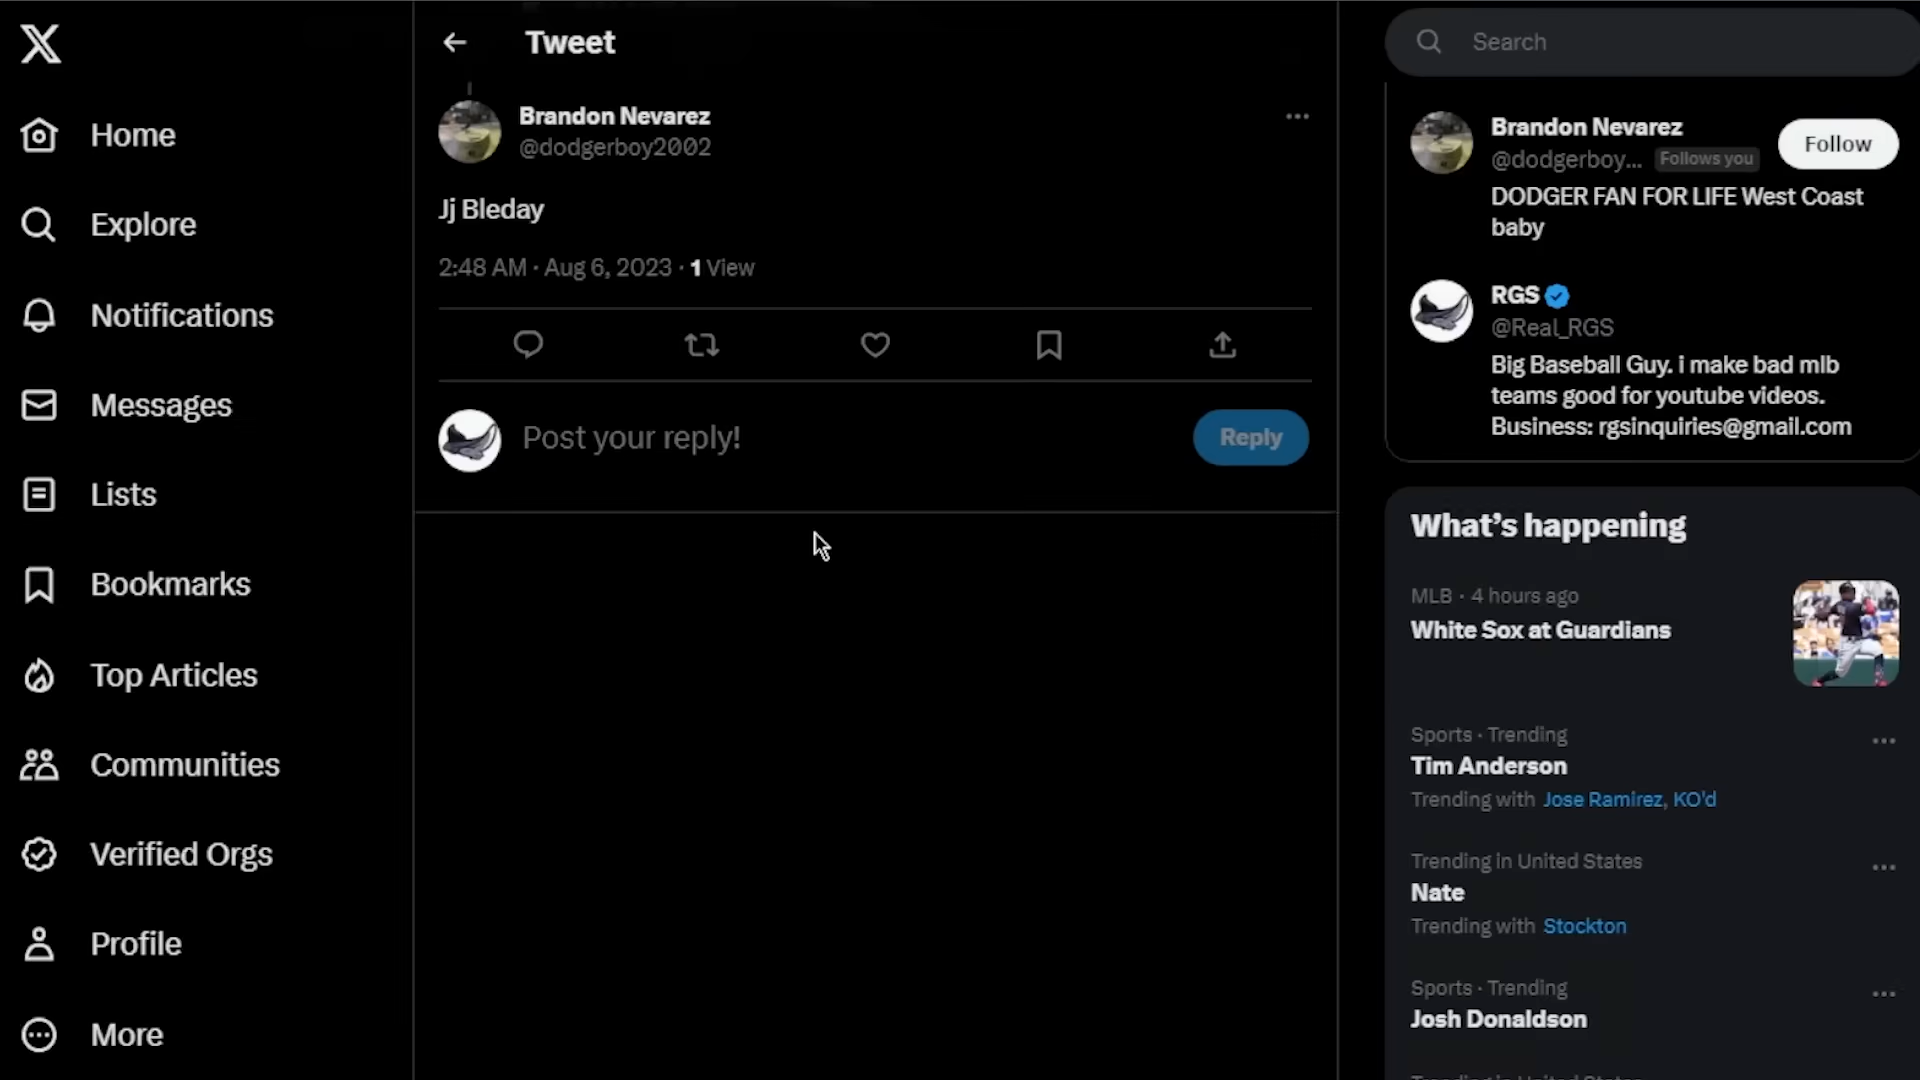 Home
Explore
Notifications
Messages
Lists
Bookmarks
Top Articles
Communities
Verified Orgs
Profile
More
Tweet
Brandon Nevarez
@dodgerboy2002
Jj Bleday
2:48 AM · Aug 6, 2023 · 1 View
Post your reply!
Reply
Search
Brandon Nevarez
@dodgerboy... Follows you
Follow
DODGER FAN FOR LIFE West Coast
baby
RGS
@Real_RGS
Big Baseball Guy. i make bad mlb
teams good for youtube videos.
Business: rgsinquiries@gmail.com
What's happening
MLB · 4 hours ago
White Sox at Guardians
Sports · Trending
Tim Anderson
Trending with Jose Ramirez, KO'd
Trending in United States
Nate
Trending with Stockton
Sports · Trending
Josh Donaldson